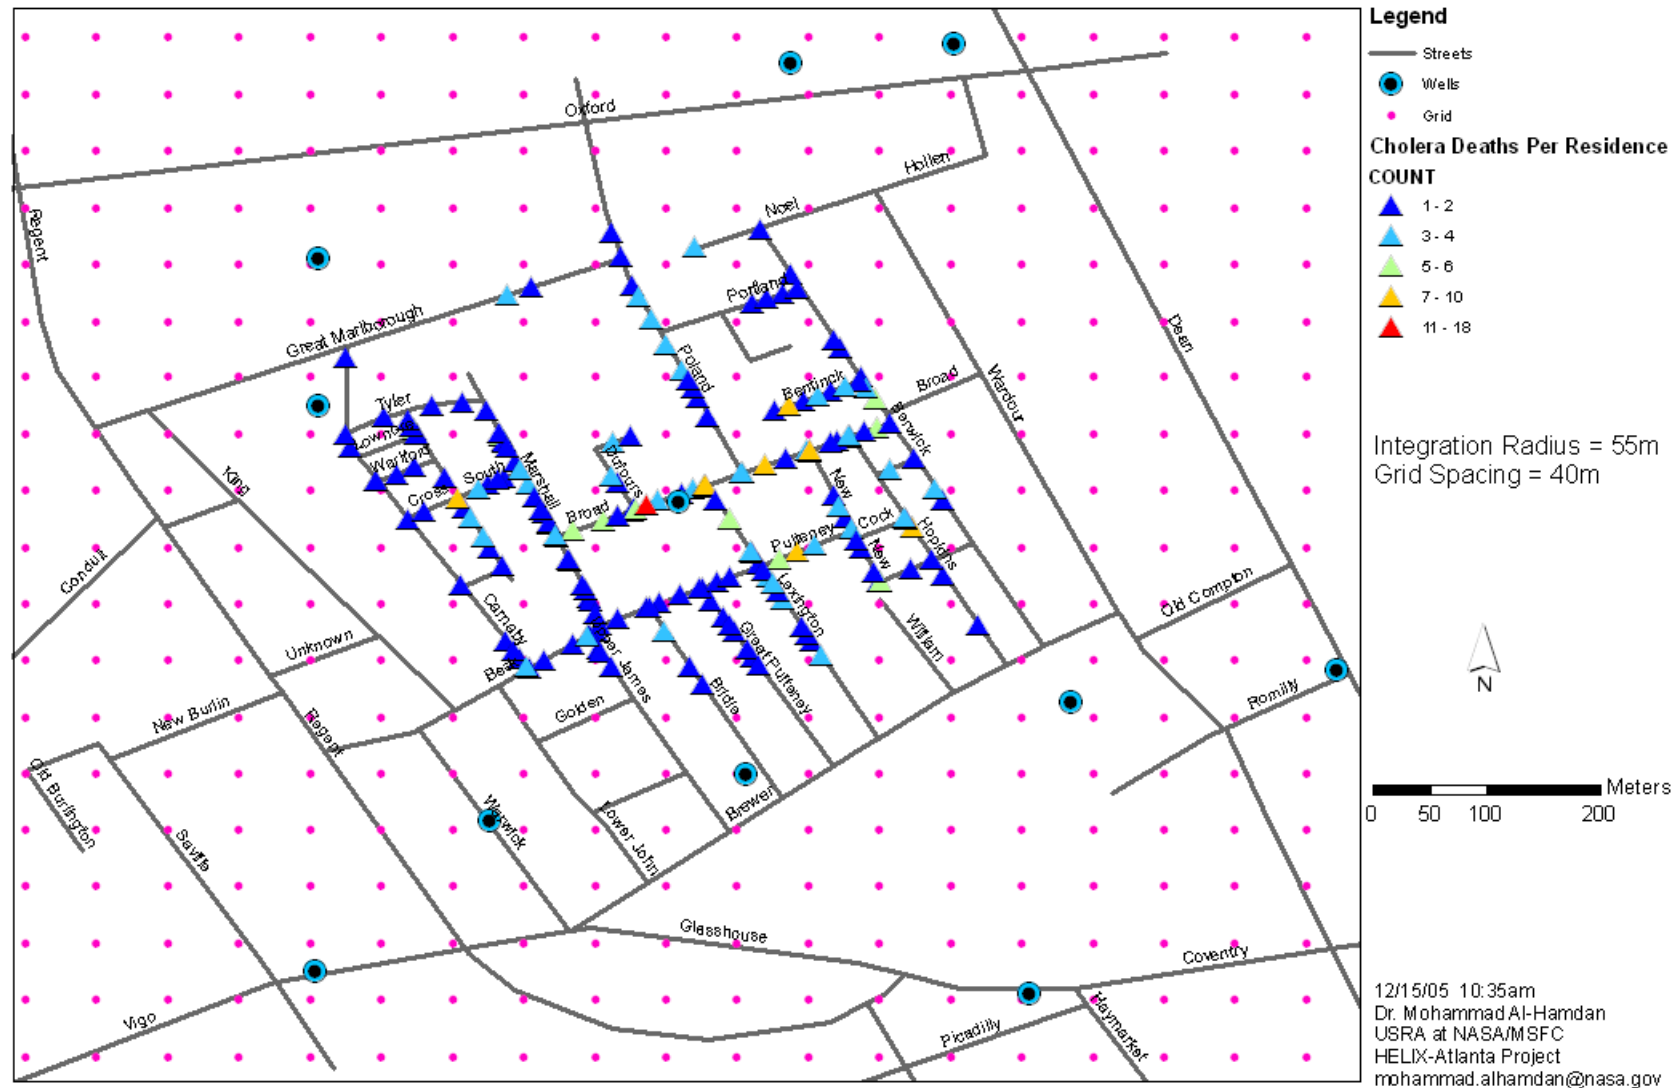 Legend
Streets
Wells
Grid
Cholera Deaths Per Residence
COUNT
1 - 2
3 - 4
5 - 6
7 - 10
11 - 18
Integration Radius = 55m
Grid Spacing = 40m
N
Meters
0 50 100 200
12/15/05 10:35am
Dr. Mohammad Al-Hamdan
USRA at NASA/MSFC
HELIX-Atlanta Project
mohammad.alhamdan@nasa.gov
Oxford
Hollen
Noel
Regent
Portland
Great Marlborough
Dean
Poland
Wardour
Bentinck
Broad
Berwick
Tyler
Marlborough
South
Cross
Marshall
Dufours
Broad
New
Cock
Pulteney
Hopkins
New
King
Conduit
Carnaby
Lexington
Old Compton
William
Unknown
Upper James
Great Pulteney
Bridle
Golden
Romilly
New Burlin
Regent
Old Burlington
Saville
Warwick
Lower John
Brewer
Glasshouse
Coventry
Vigo
Picadilly
Haymarket